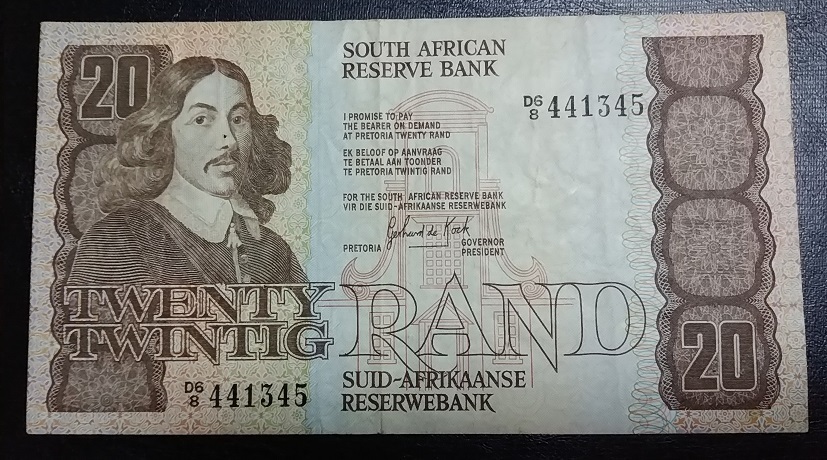 20
SOUTH AFRICAN
RESERVE BANK
D6/8 441345
I PROMISE TO PAY
THE BEARER ON DEMAND
AT PRETORIA TWENTY RAND
EK BELOOF OP AANVRAAG
TE BETAAL AAN TOONDER
TE PRETORIA TWINTIG RAND
FOR THE SOUTH AFRICAN RESERVE BANK
VIR DIE SUID-AFRIKAANSE RESERWEBANK
Gerhard de Kock
PRETORIA GOVERNOR
PRESIDENT
TWENTY
TWINTIG
RAND
20
D6/8 441345
SUID-AFRIKAANSE
RESERWEBANK